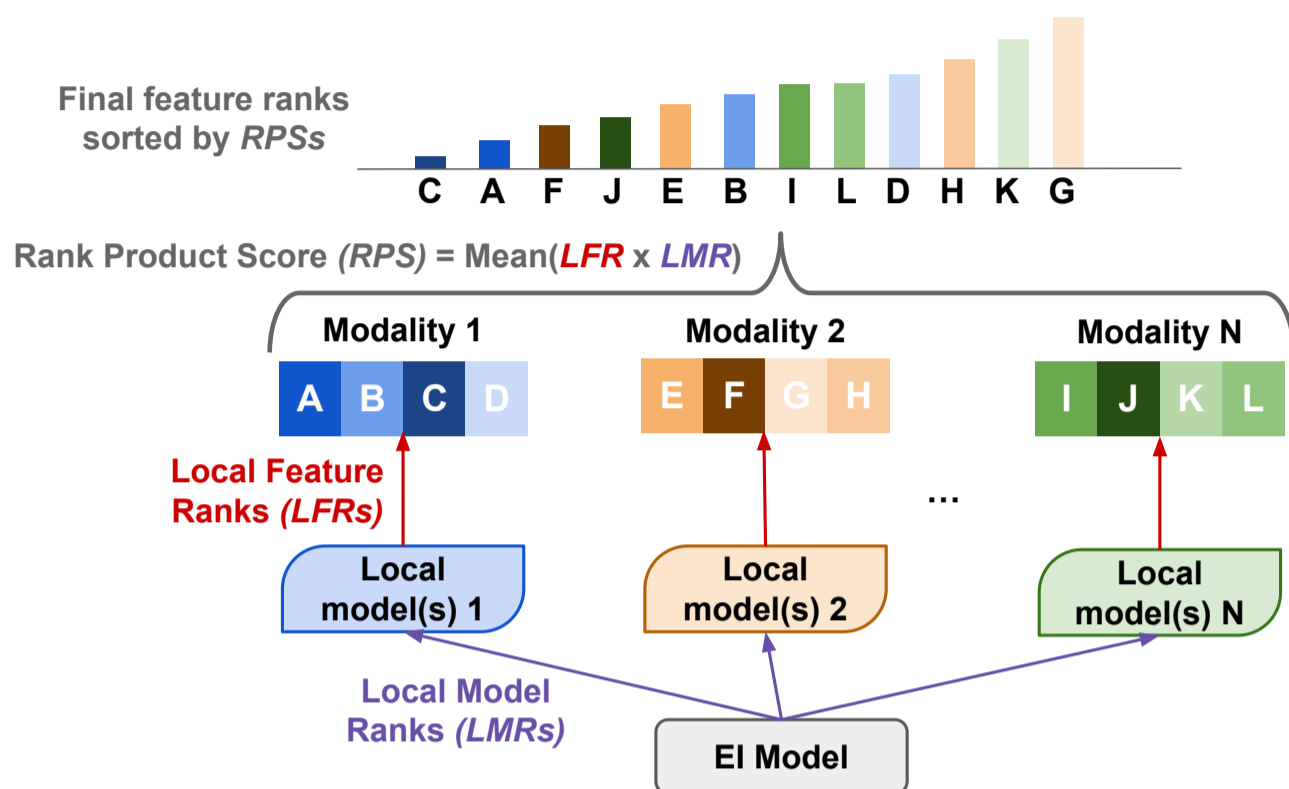 Final feature ranks
sorted by RPSs
C A F J E B I L D H K G
Rank Product Score (RPS) = Mean(LFR x LMR)
Modality 1
Modality 2
Modality N
A B C D
E F G H
I J K L
Local Feature
Ranks (LFRs)
...
Local
model(s) 1
Local
model(s) 2
Local
model(s) N
Local Model
Ranks (LMRs)
EI Model